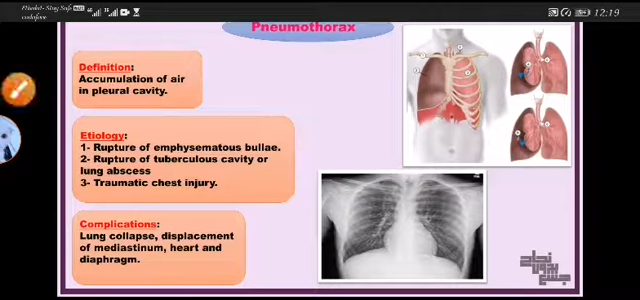 vodafone
12:19
Pneumothorax
Definition:
Accumulation of air
in pleural cavity.
Etiology:
1- Rupture of emphysematous bullae.
2- Rupture of tuberculous cavity or
lung abscess
3- Traumatic chest injury.
Complications:
Lung collapse, displacement
of mediastinum, heart and
diaphragm.